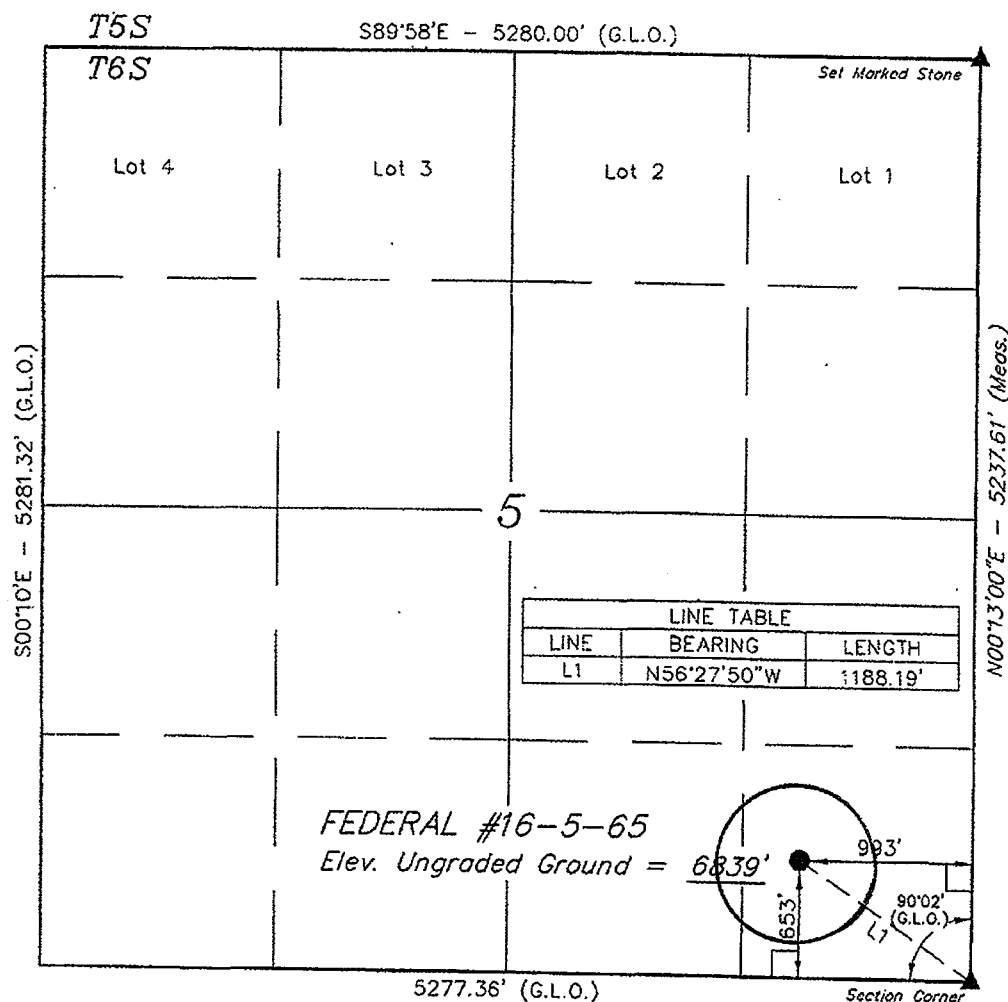 T5S
S89°58'E - 5280.00' (G.L.O.)
T6S
Set Marked Stone
Lot 4
Lot 3
Lot 2
Lot 1
S00°10'E - 5281.32' (G.L.O.)
N00°13'00"E - 5237.61' (Meas.)
5
LINE TABLE
LINE BEARING LENGTH
L1 N56°27'50"W 1188.19'
FEDERAL #16-5-65
Elev. Ungraded Ground = 6839'
993'
653'
90°02'
(G.L.O.)
L1
5277.36' (G.L.O.)
Section Corner